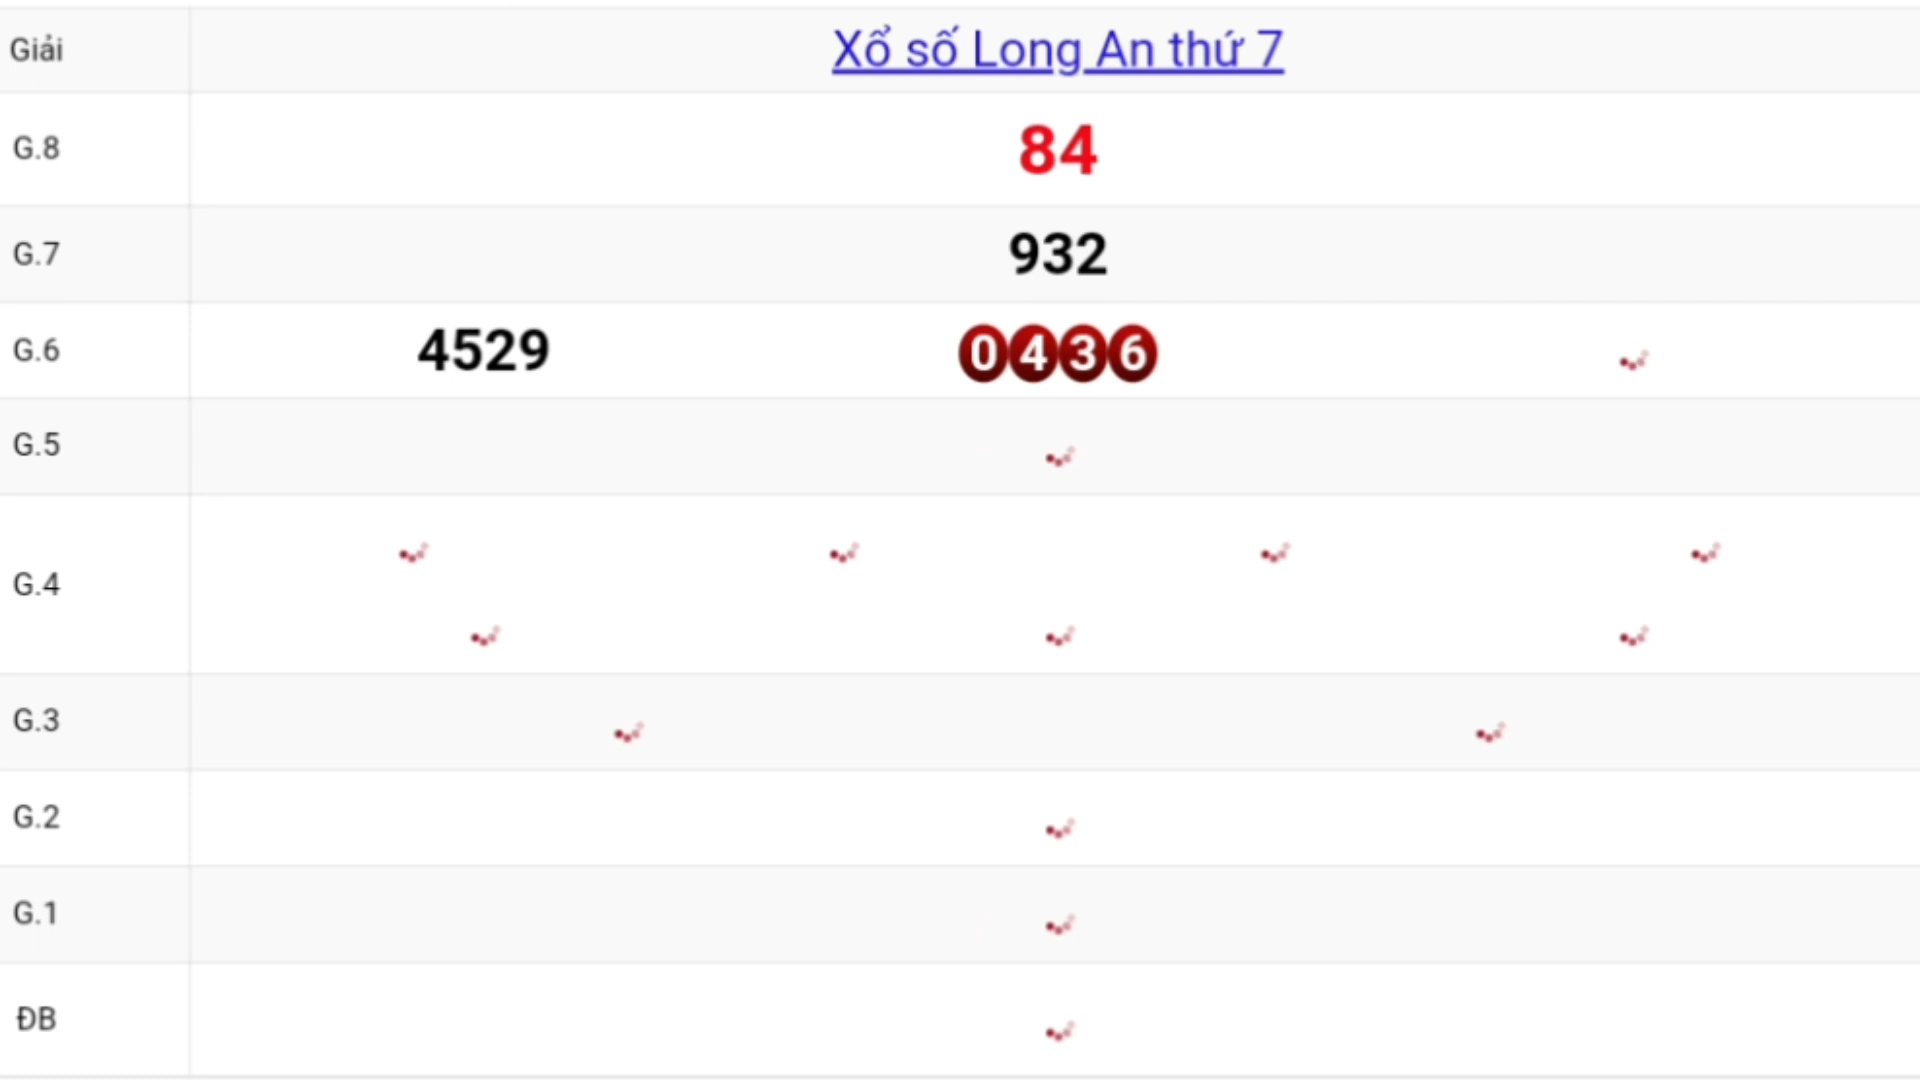 Giải Xổ số Long An thứ 7
G.8 84
G.7 932
G.6 4529 0436
G.5
G.4
G.3
G.2
G.1
ĐB